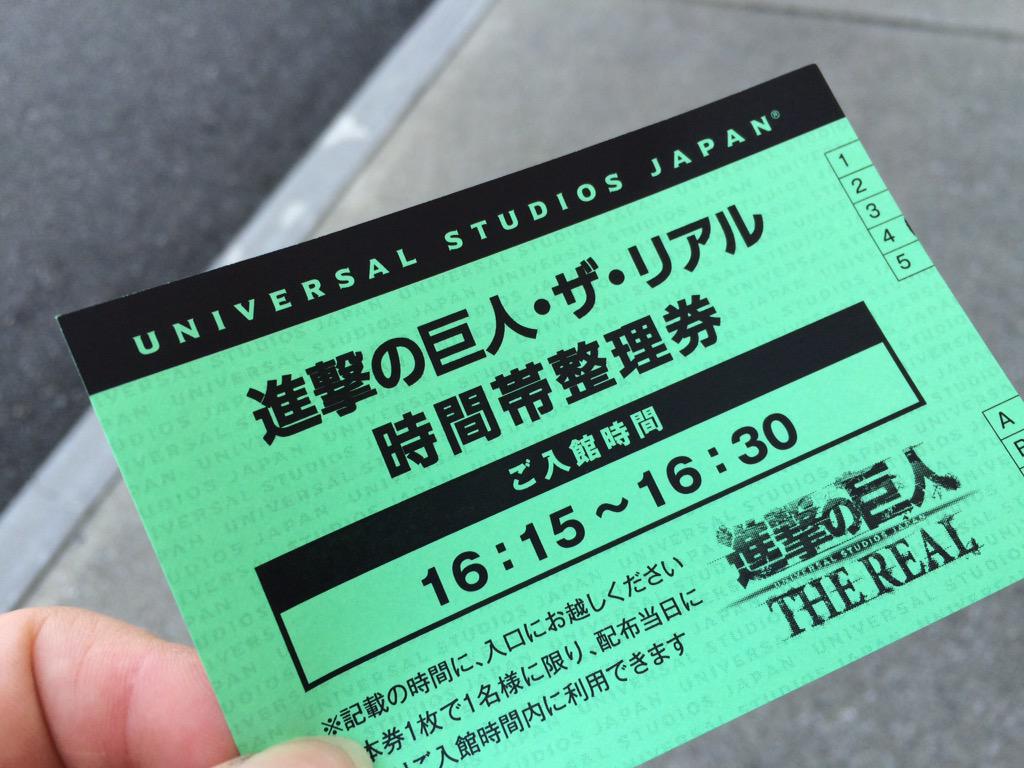 UNIVERSAL STUDIOS JAPAN®
進撃の巨人・ザ・リアル
時間帯整理券
ご入館時間
16:15～16:30
※記載の時間に、入口にお越しください
本券1枚で1名様に限り、配布当日に
ご入館時間内に利用できます
進撃の巨人
UNIVERSAL STUDIOS JAPAN
THE REAL
1
2
3
4
5
A